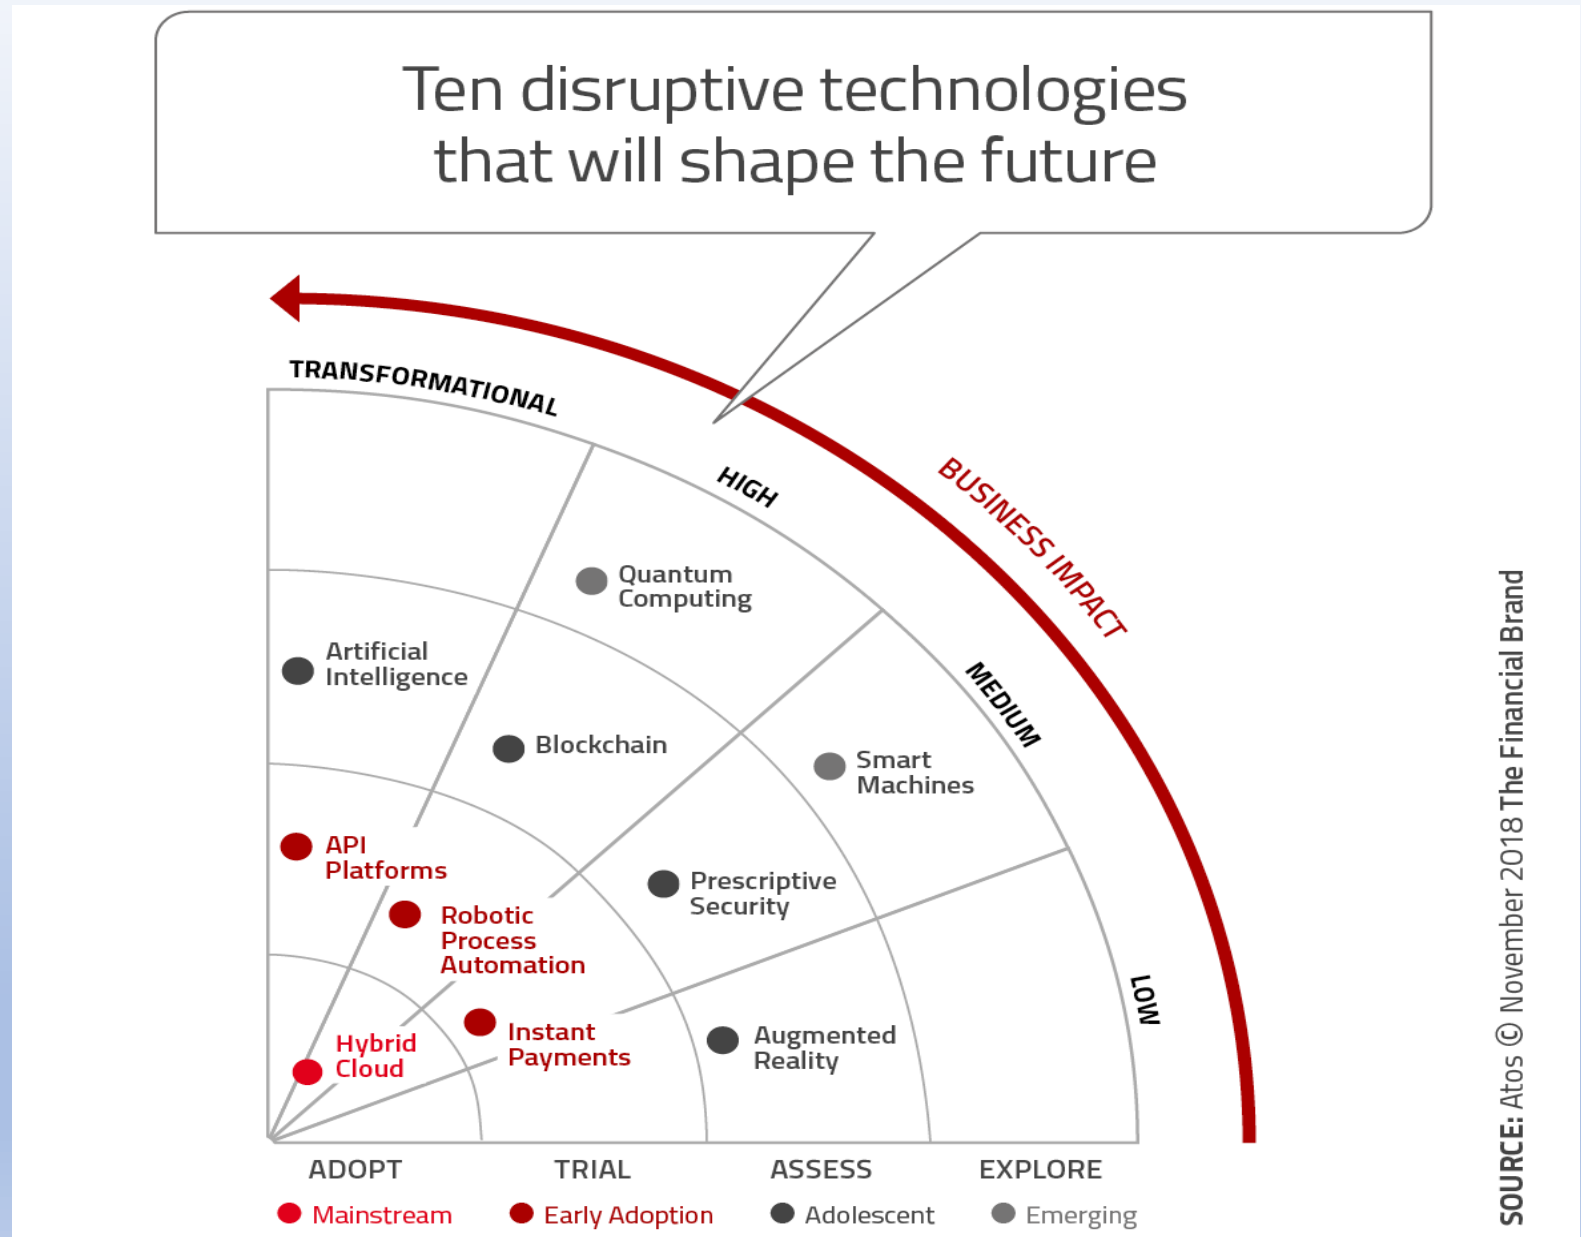 Ten disruptive technologies
that will shape the future
TRANSFORMATIONAL
HIGH
BUSINESS IMPACT
MEDIUM
LOW
Quantum
Computing
Artificial
Intelligence
Blockchain
Smart
Machines
API
Platforms
Prescriptive
Security
Robotic
Process
Automation
Instant
Payments
Augmented
Reality
Hybrid
Cloud
ADOPT
TRIAL
ASSESS
EXPLORE
Mainstream
Early Adoption
Adolescent
Emerging
SOURCE: Atos © November 2018 The Financial Brand